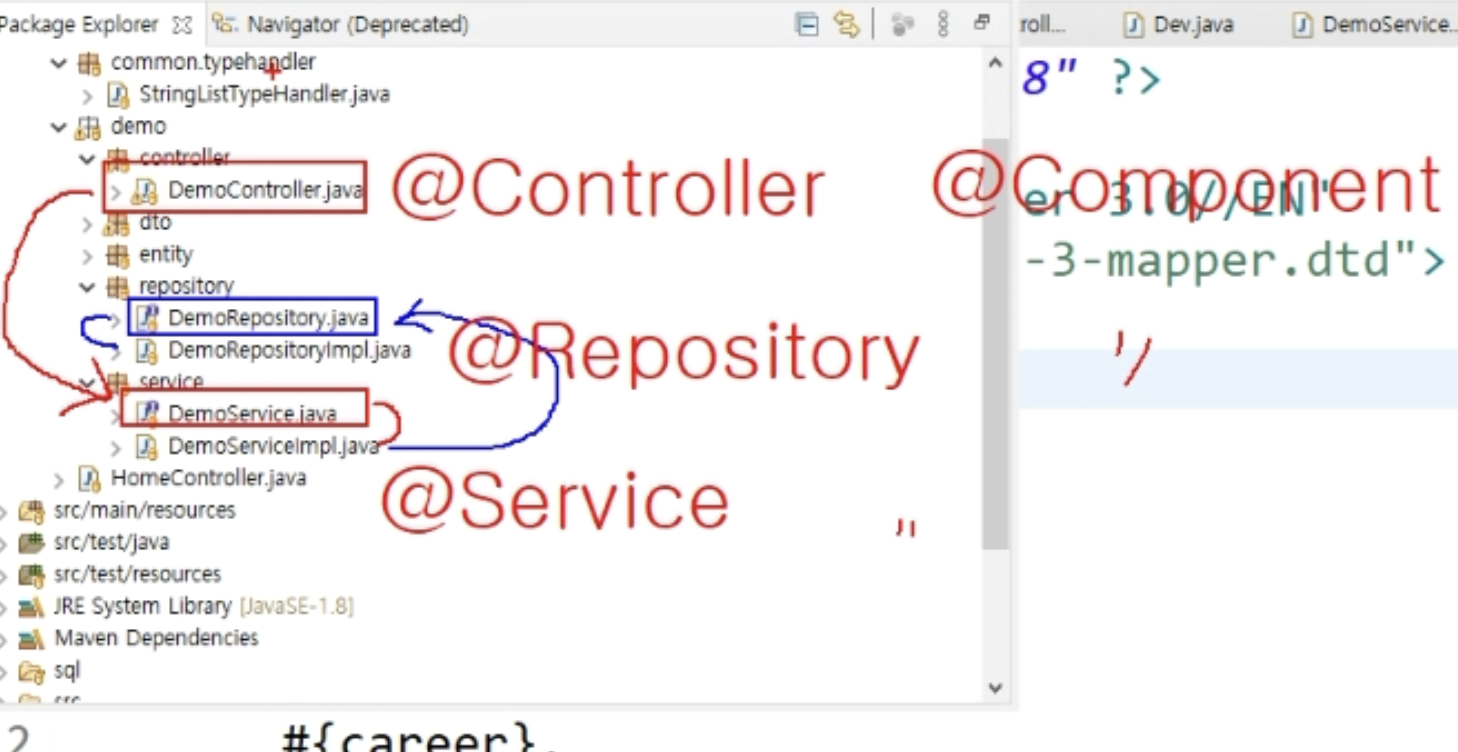 Package Explorer Navigator (Deprecated)
roll... Dev.java DemoService...
common.typehandler
8" ?>
StringListTypeHandler.java
demo
controller
DemoController.java @Controller @Component
er 3.0//EN"
dto
entity
-3-mapper.dtd">
repository
DemoRepository.java
DemoRepositoryImpl.java @Repository "
service
DemoService.java
DemoServiceImpl.java
HomeController.java
@Service "
src/main/resources
src/test/java
src/test/resources
JRE System Library [JavaSE-1.8]
Maven Dependencies
sql
src
2 #{career},